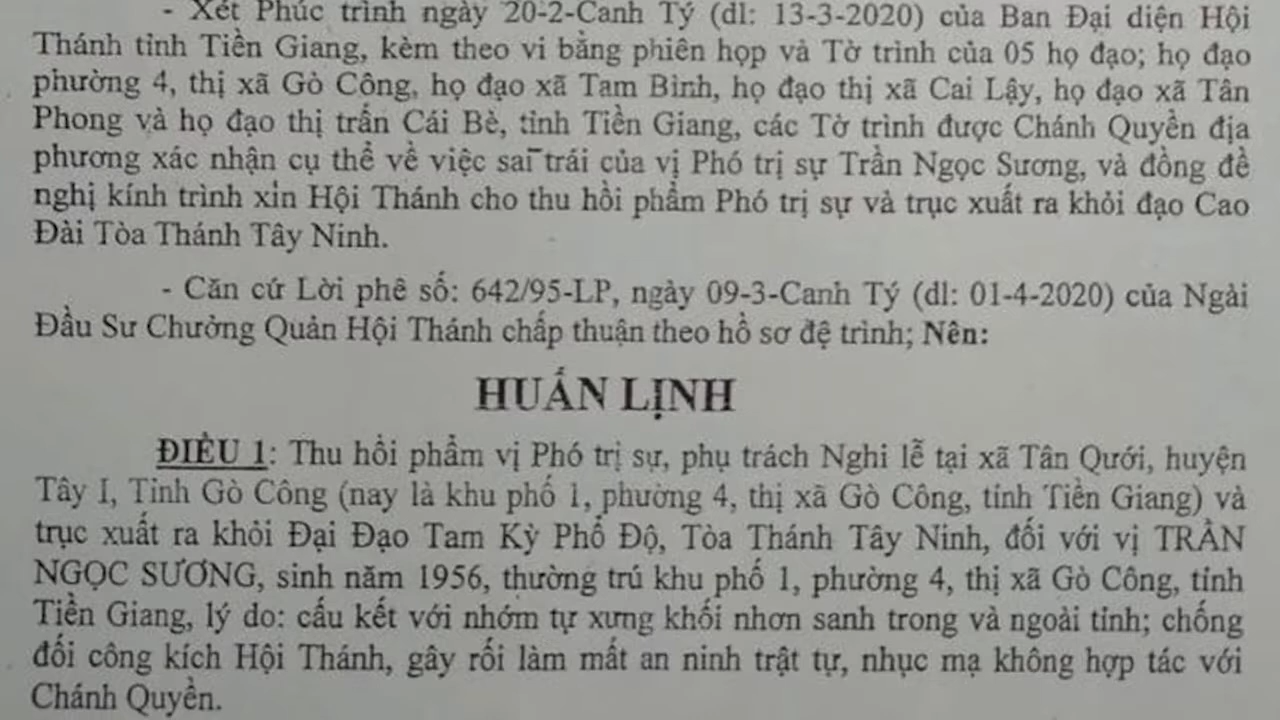 - Xét Phúc trình ngày 20-2-Canh Tý (dl: 13-3-2020) của Ban Đại diện Hội
Thánh tỉnh Tiền Giang, kèm theo vi bằng phiên họp và Tờ trình của 05 họ đạo; họ đạo
phường 4, thị xã Gò Công, họ đạo xã Tam Bình, họ đạo thị xã Cai Lậy, họ đạo xã Tân
Phong và họ đạo thị trấn Cái Bè, tỉnh Tiền Giang, các Tờ trình được Chánh Quyền địa
phương xác nhận cụ thể về việc sai trái của vị Phó trị sự Trần Ngọc Sương, và đồng đề
nghị kính trình xin Hội Thánh cho thu hồi phẩm Phó trị sự và trục xuất ra khỏi đạo Cao
Đài Tòa Thánh Tây Ninh.
- Căn cứ Lời phê số: 642/95-LP, ngày 09-3-Canh Tý (dl: 01-4-2020) của Ngài
Đầu Sư Chưởng Quản Hội Thánh chấp thuận theo hồ sơ đệ trình; Nên:
HUẤN LỊNH
ĐIỀU 1: Thu hồi phẩm vị Phó trị sự, phụ trách Nghi lễ tại xã Tân Qưới, huyện
Tây I, Tỉnh Gò Công (nay là khu phố 1, phường 4, thị xã Gò Công, tỉnh Tiền Giang) và
trục xuất ra khỏi Đại Đạo Tam Kỳ Phổ Độ, Tòa Thánh Tây Ninh, đối với vị TRẦN
NGỌC SƯƠNG, sinh năm 1956, thường trú khu phố 1, phường 4, thị xã Gò Công, tỉnh
Tiền Giang, lý do: cấu kết với nhớm tự xưng khối nhơn sanh trong và ngoài tỉnh; chống
đối công kích Hội Thánh, gây rối làm mất an ninh trật tự, nhục mạ không hợp tác với
Chánh Quyền.